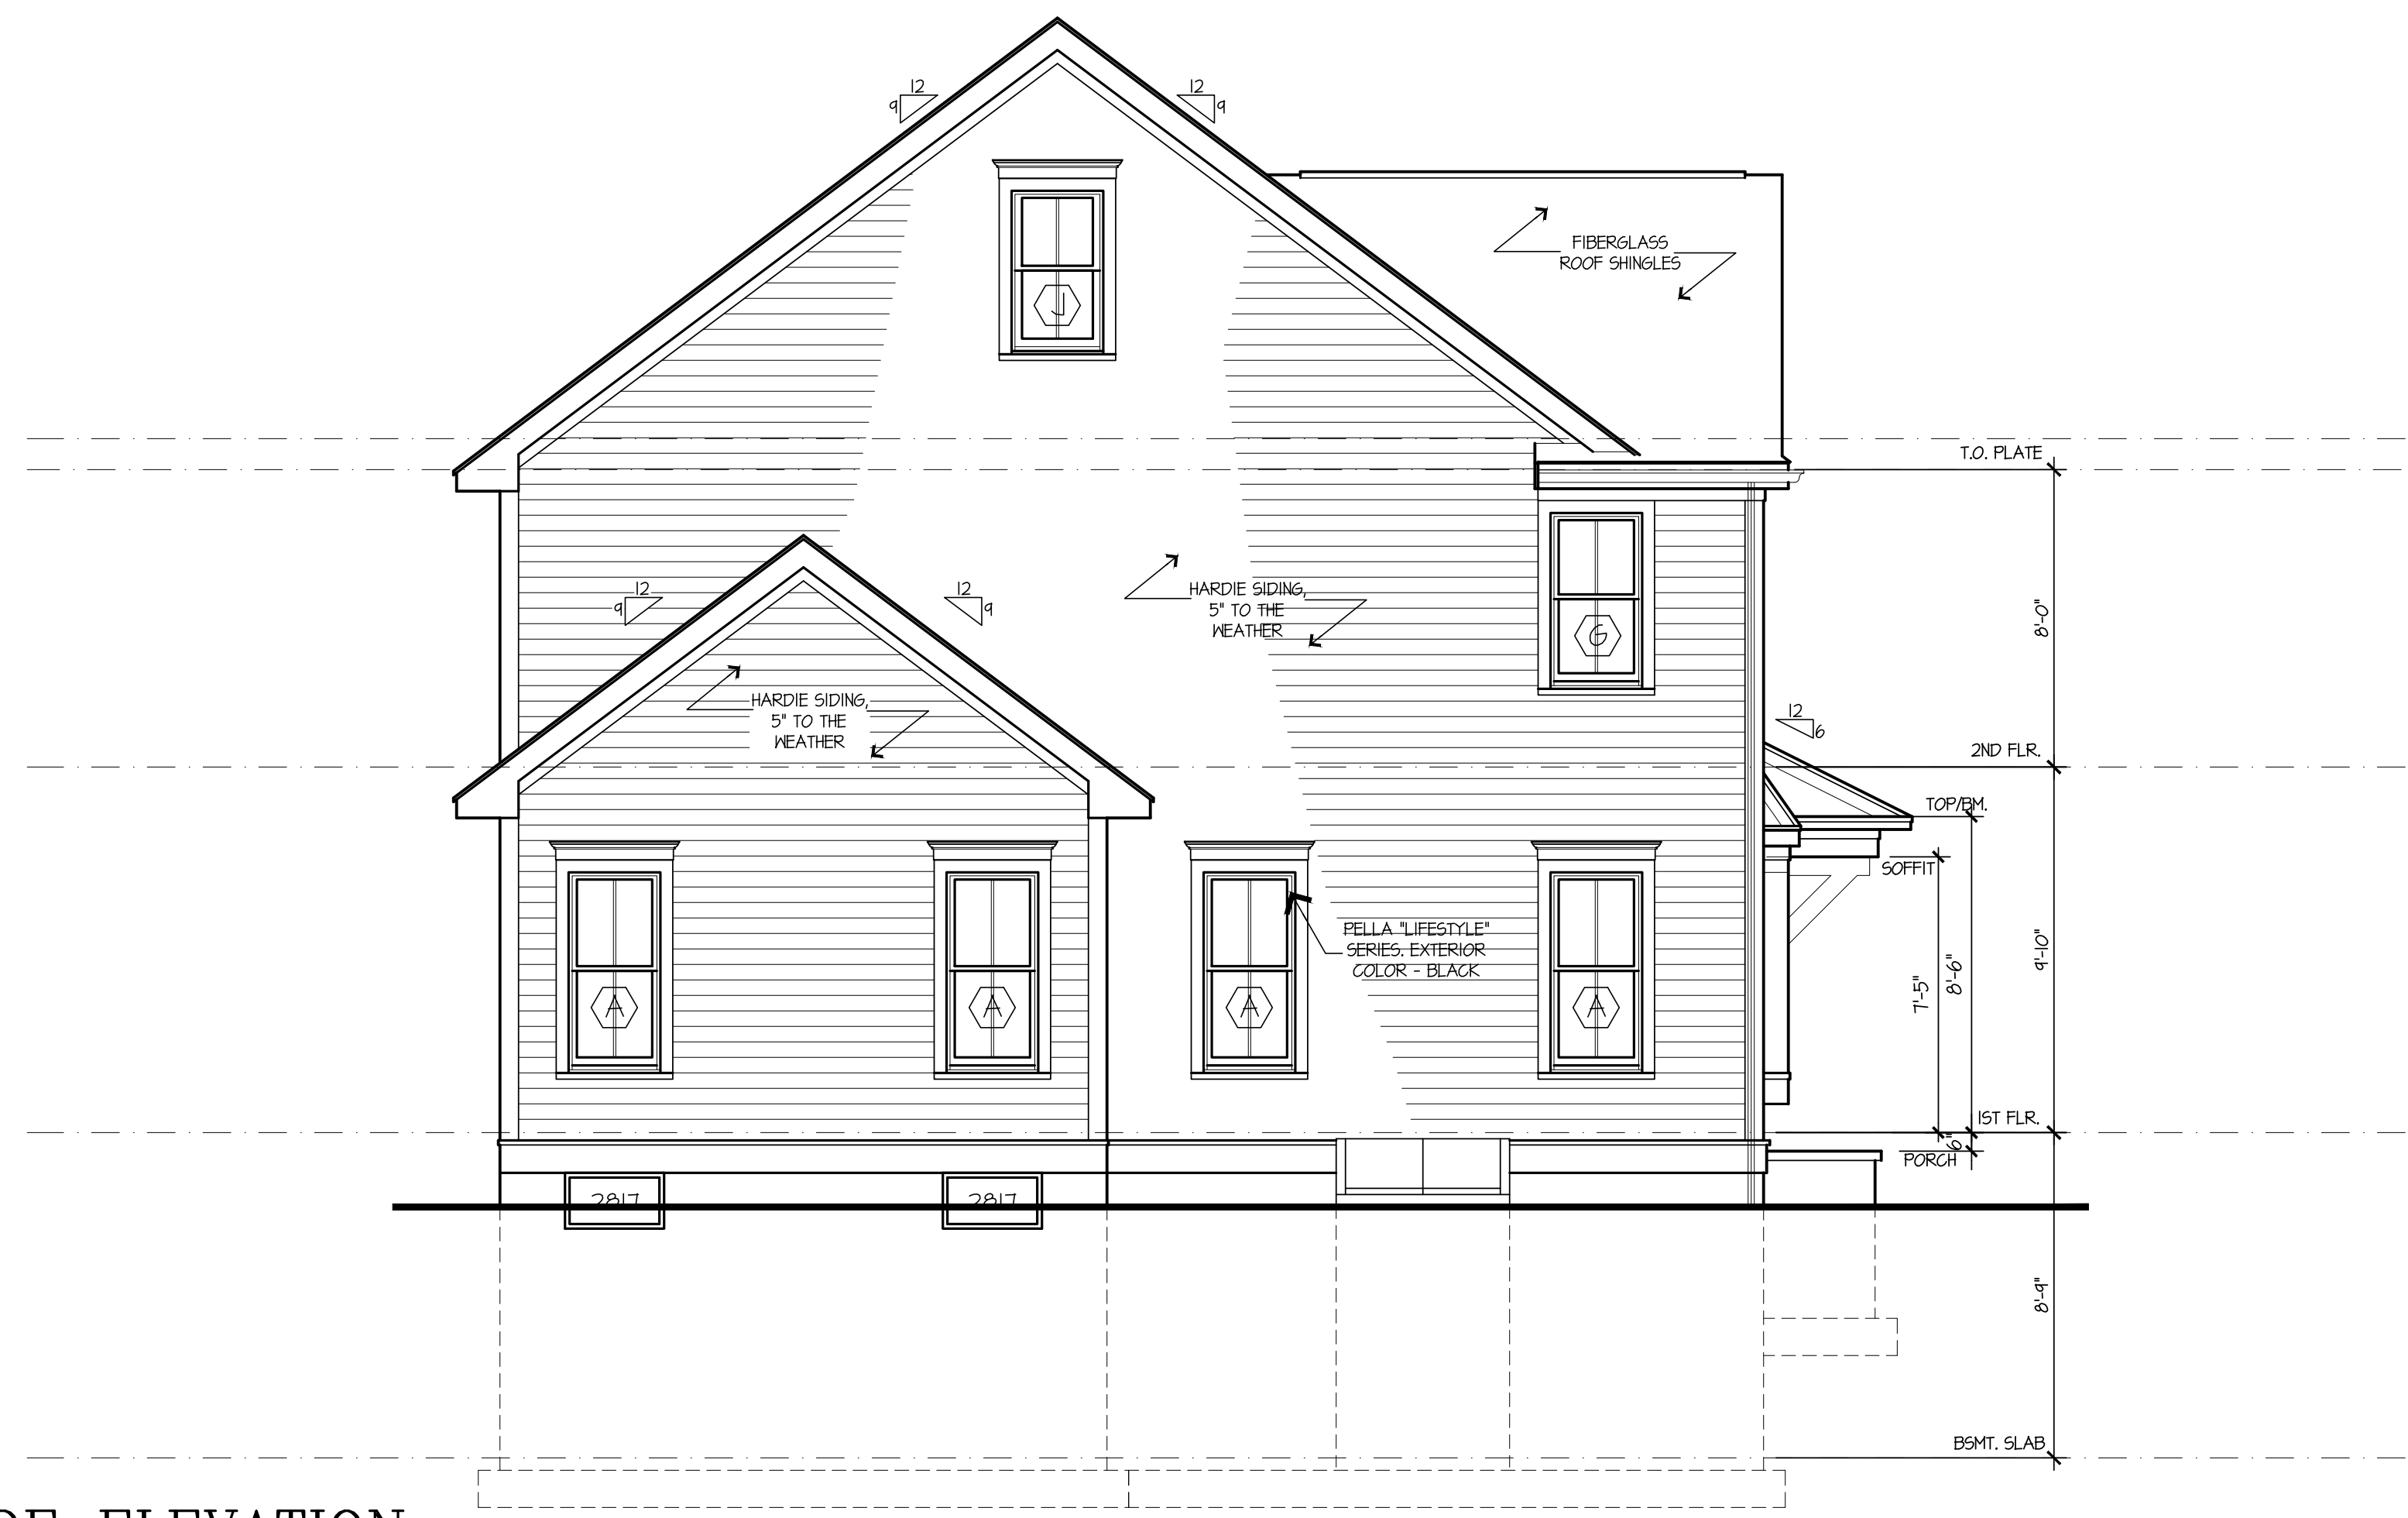 12
9
12
9
FIBERGLASS
ROOF SHINGLES
J
T.O. PLATE
HARDIE SIDING,
5" TO THE
WEATHER
G
8'-0"
12
9
12
9
HARDIE SIDING,
5" TO THE
WEATHER
12
6
2ND FLR.
TOP/BM.
SOFFIT
PELLA "LIFESTYLE"
SERIES. EXTERIOR
COLOR - BLACK
A
A
A
A
7'-5"
8'-6"
9'-10"
1ST FLR.
6"
PORCH
2817
2817
8'-9"
BSMT. SLAB
ELEVATION